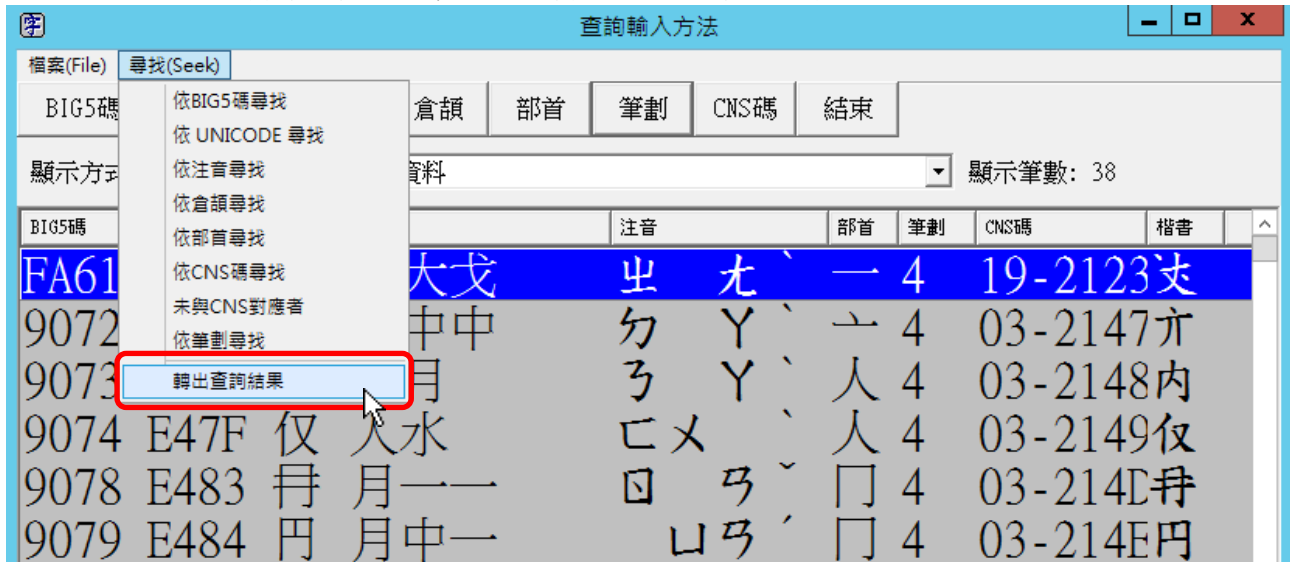 字 查詢輸入方法
檔案(File) 尋找(Seek)
BIG5碼 倉頡 部首 筆劃 CNS碼 結束
依BIG5碼尋找
依 UNICODE 尋找
顯示方式 資料 顯示筆數: 38
依注音尋找
依倉頡尋找
BIG5碼 注音 部首 筆劃 CNS碼 楷書
依部首尋找
依CNS碼尋找
未與CNS對應者
依筆劃尋找
轉出查詢結果
FA61 大戈 ㄓ ㄤˋ 一 4 19-2123
9072 中中 ㄉ ㄚˋ 亠 4 03-2147 亣
9073 月 ㄋ ㄚˋ 人 4 03-2148 内
9074 E47F 仅 人水 ㄈㄨ ˋ 人 4 03-2149 仅
9078 E483 冄 月一一 ㄖ ㄢˇ 冂 4 03-214D 冄
9079 E484 円 月中一 ㄩㄢˊ 冂 4 03-214E 円